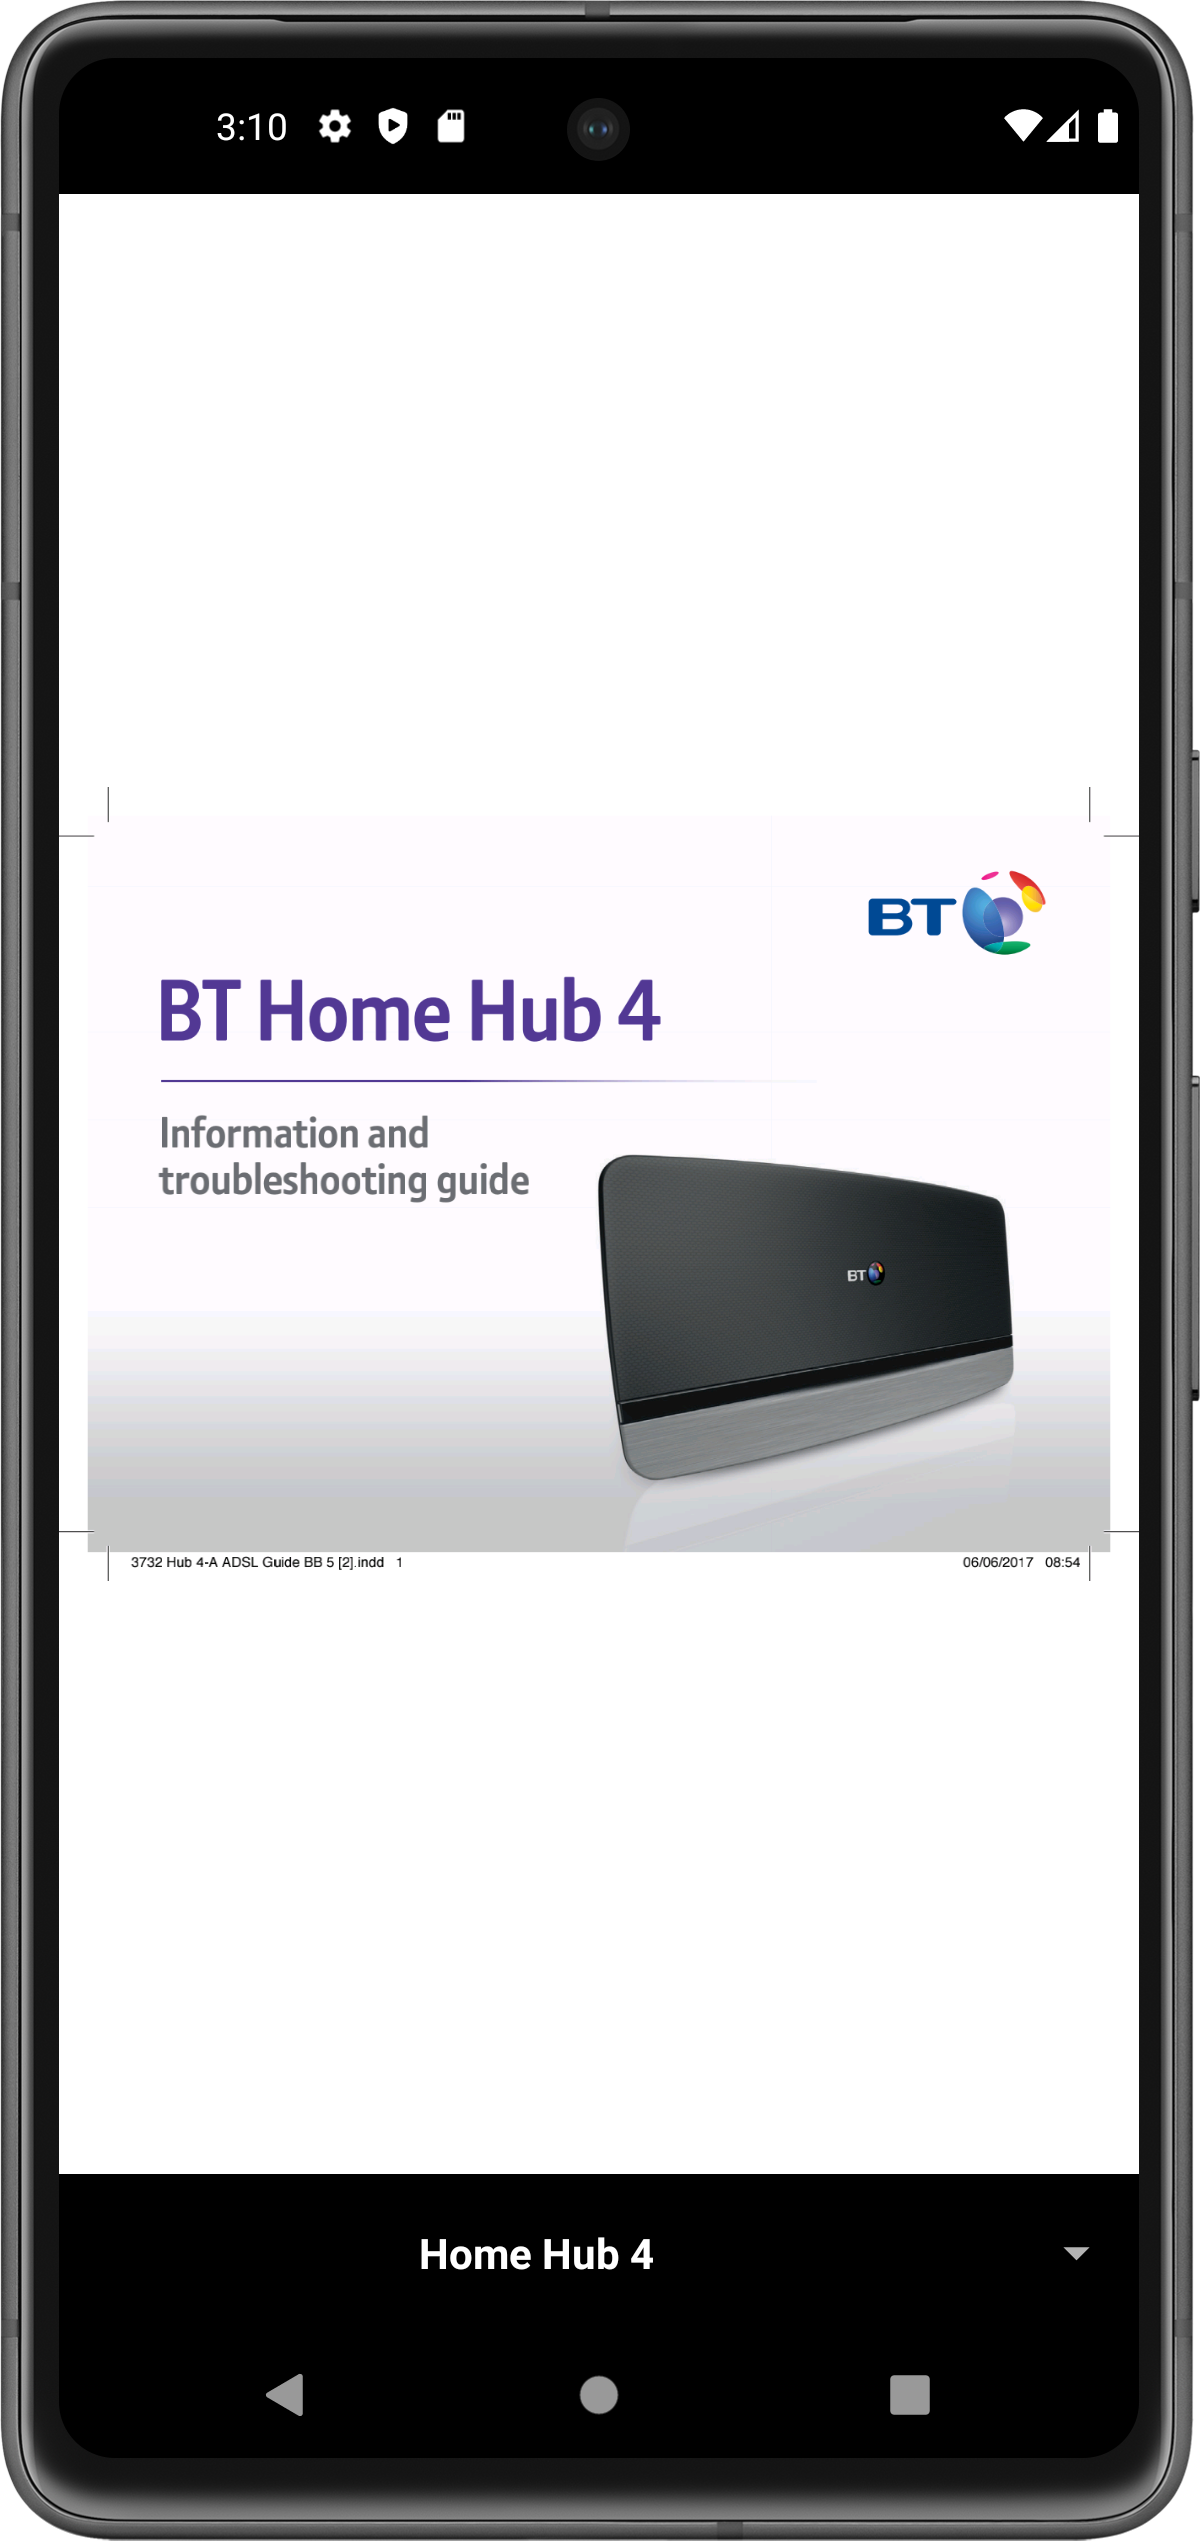 3:10
BT
BT Home Hub 4
Information and
troubleshooting guide
BT
3732 Hub 4-A ADSL Guide BB 5 [2].indd 1
06/06/2017 08:54
Home Hub 4